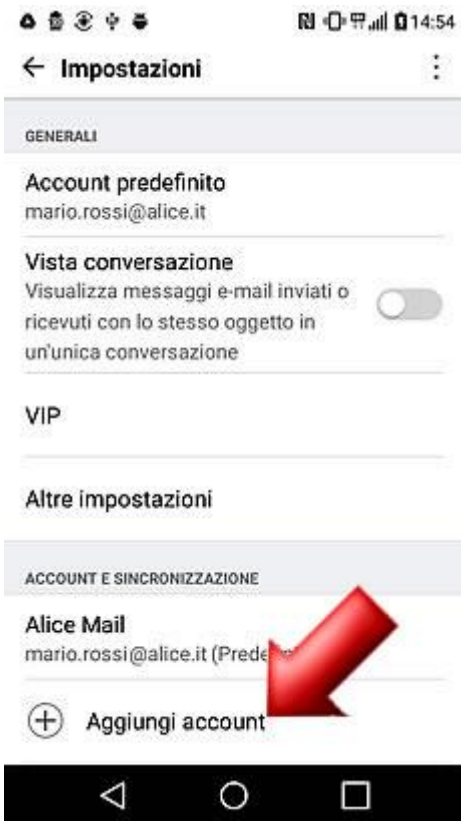 14:54
Impostazioni
GENERALI
Account predefinito
mario.rossi@alice.it
Vista conversazione
Visualizza messaggi e-mail inviati o
ricevuti con lo stesso oggetto in
un'unica conversazione
VIP
Altre impostazioni
ACCOUNT E SINCRONIZZAZIONE
Alice Mail
mario.rossi@alice.it
Aggiungi account